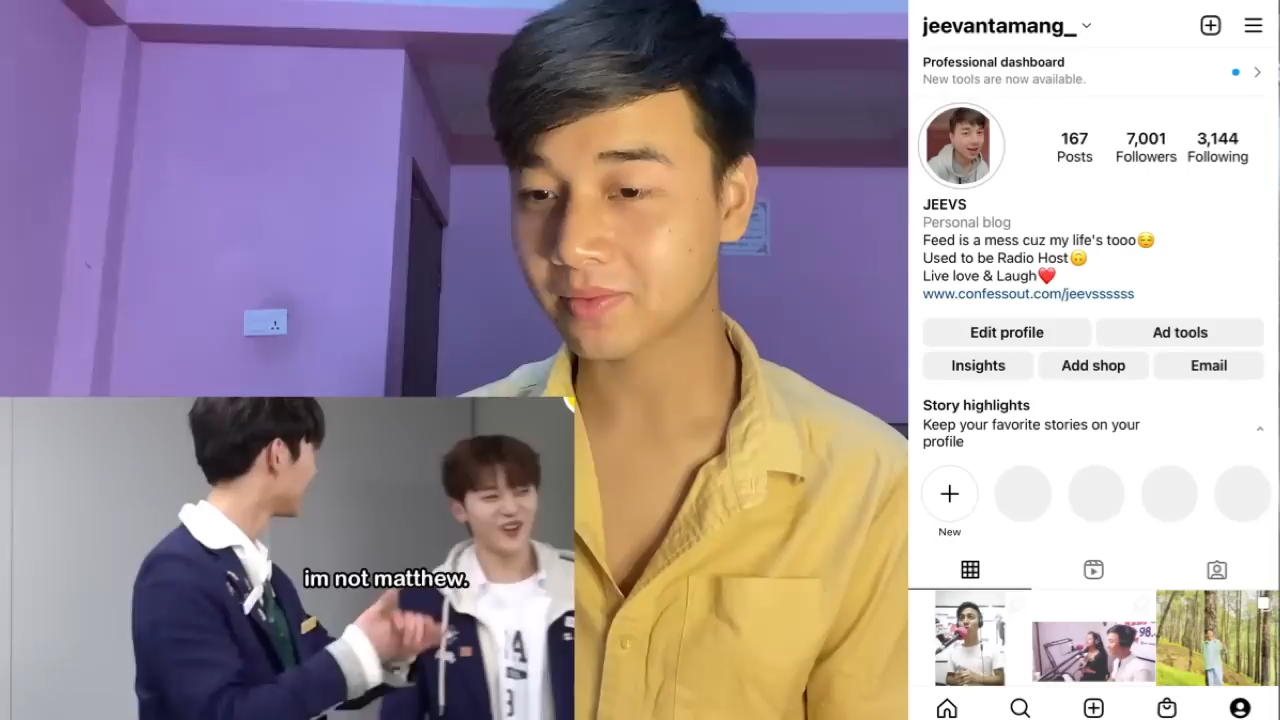 im not matthew.
jeevantamang_
Professional dashboard
New tools are now available.
167 7,001 3,144
Posts Followers Following
JEEVS
Personal blog
Feed is a mess cuz my life's tooo😌
Used to be Radio Host🙃
Live love & Laugh❤️
www.confessout.com/jeevssssss
Edit profile Ad tools
Insights Add shop Email
Story highlights
Keep your favorite stories on your
profile
New
98.